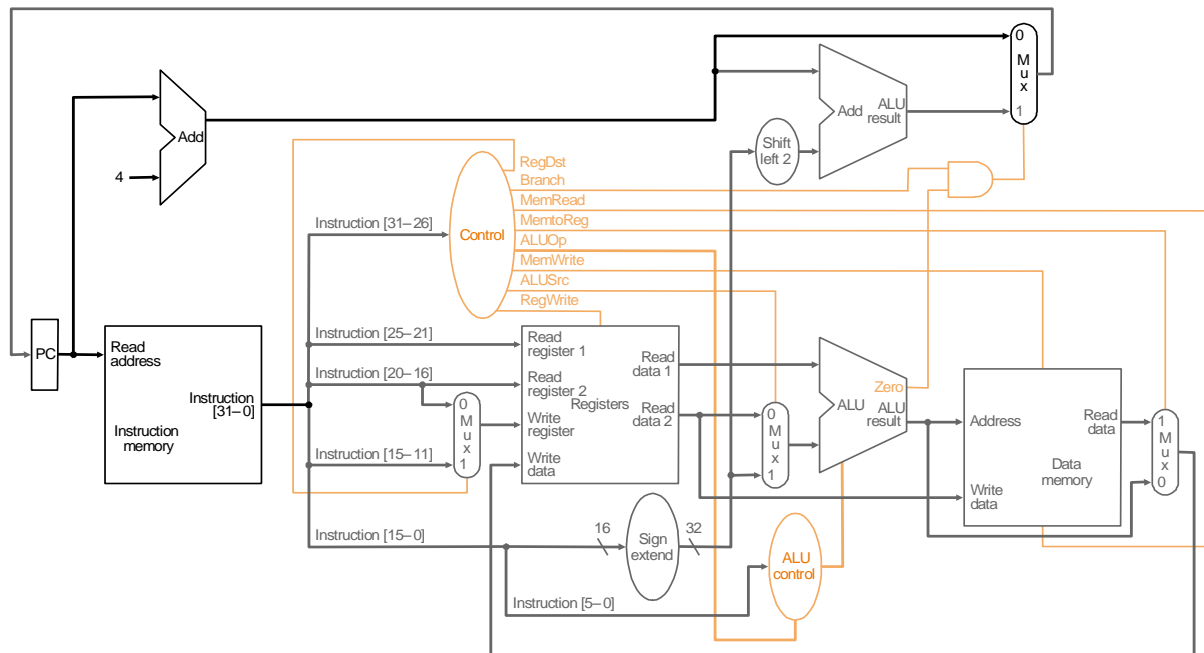 0
M
u
x
1
Add
ALU
result
Add
Shift
left 2
4
RegDst
Branch
MemRead
MemtoReg
ALUOp
MemWrite
ALUSrc
RegWrite
Control
Instruction [31–26]
Instruction [25–21]
Instruction [20–16]
Instruction [15–11]
Instruction [15–0]
Instruction [5–0]
PC
Read
address
Instruction
[31–0]
Instruction
memory
0
M
u
x
1
Read
register 1
Read
register 2
Write
register
Write
data
Registers
Read
data 1
Read
data 2
0
M
u
x
1
Zero
ALU
ALU
result
Address
Write
data
Read
data
Data
memory
1
M
u
x
0
16
Sign
extend
32
ALU
control